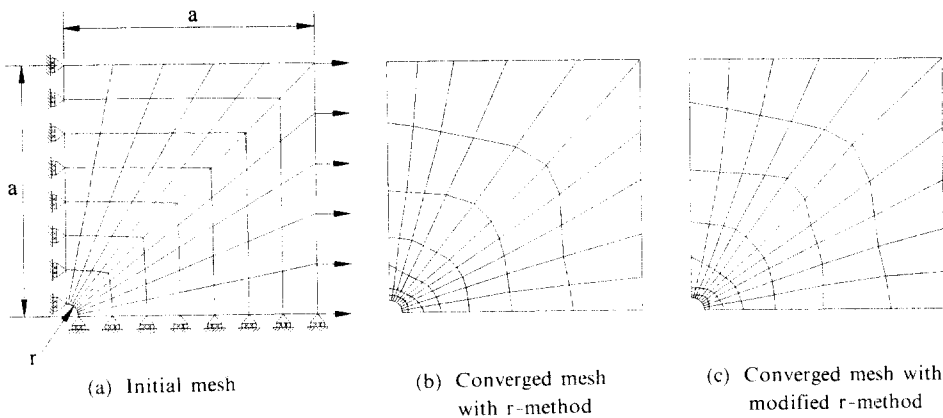 a
a
r
(a) Initial mesh
(b) Converged mesh
with r-method
(c) Converged mesh with
modified r-method